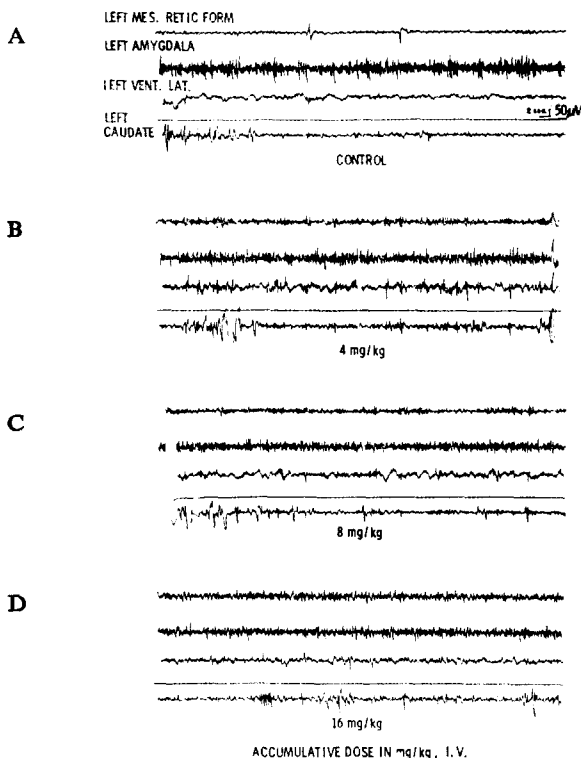 A
LEFT MES. RETIC FORM
LEFT AMYGDALA
LEFT VENT. LAT.
50μV
LEFT
CAUDATE
CONTROL
B
4 mg/kg
C
8 mg/kg
D
16 mg/kg
ACCUMULATIVE DOSE IN mg/kg, I.V.